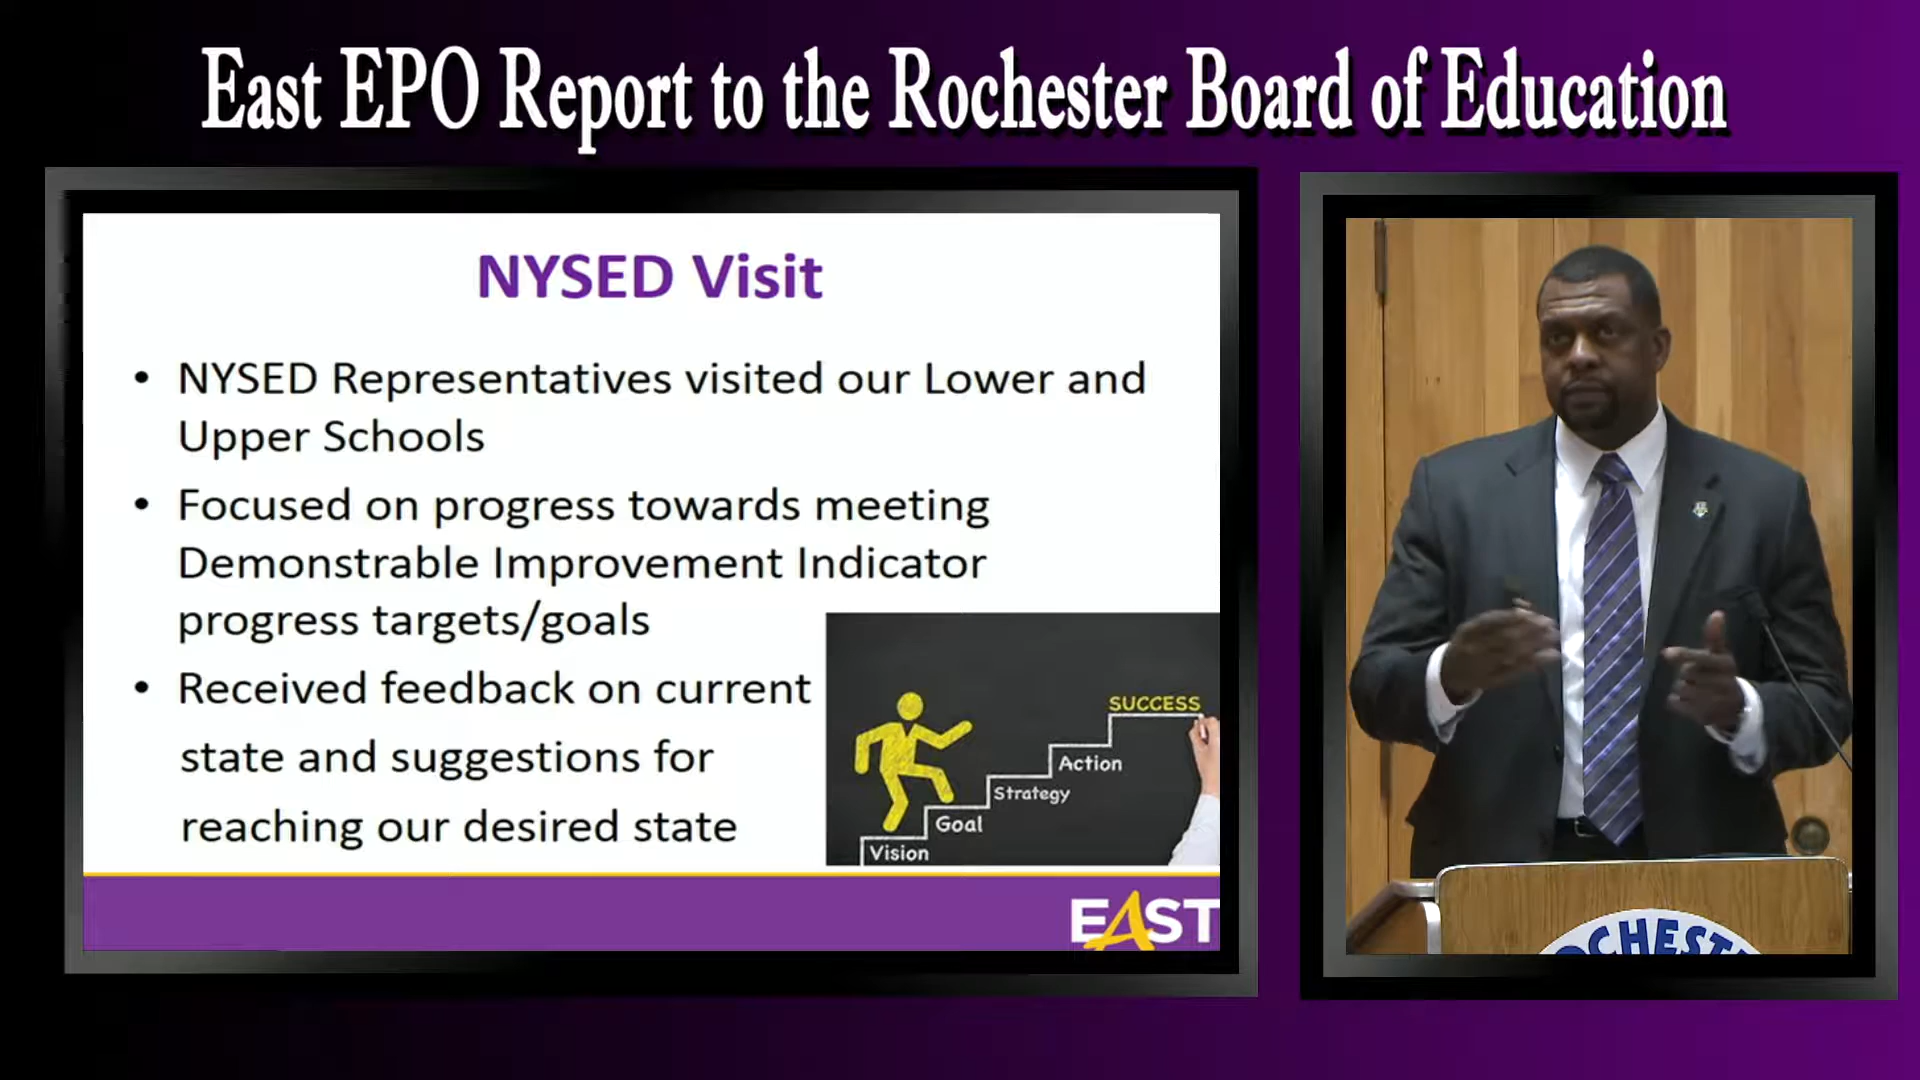 East EPO Report to the Rochester Board of Education
NYSED Visit
• NYSED Representatives visited our Lower and
Upper Schools
• Focused on progress towards meeting
Demonstrable Improvement Indicator
progress targets/goals
• Received feedback on current
state and suggestions for
reaching our desired state
SUCCESS
Action
Strategy
Goal
Vision
EAST